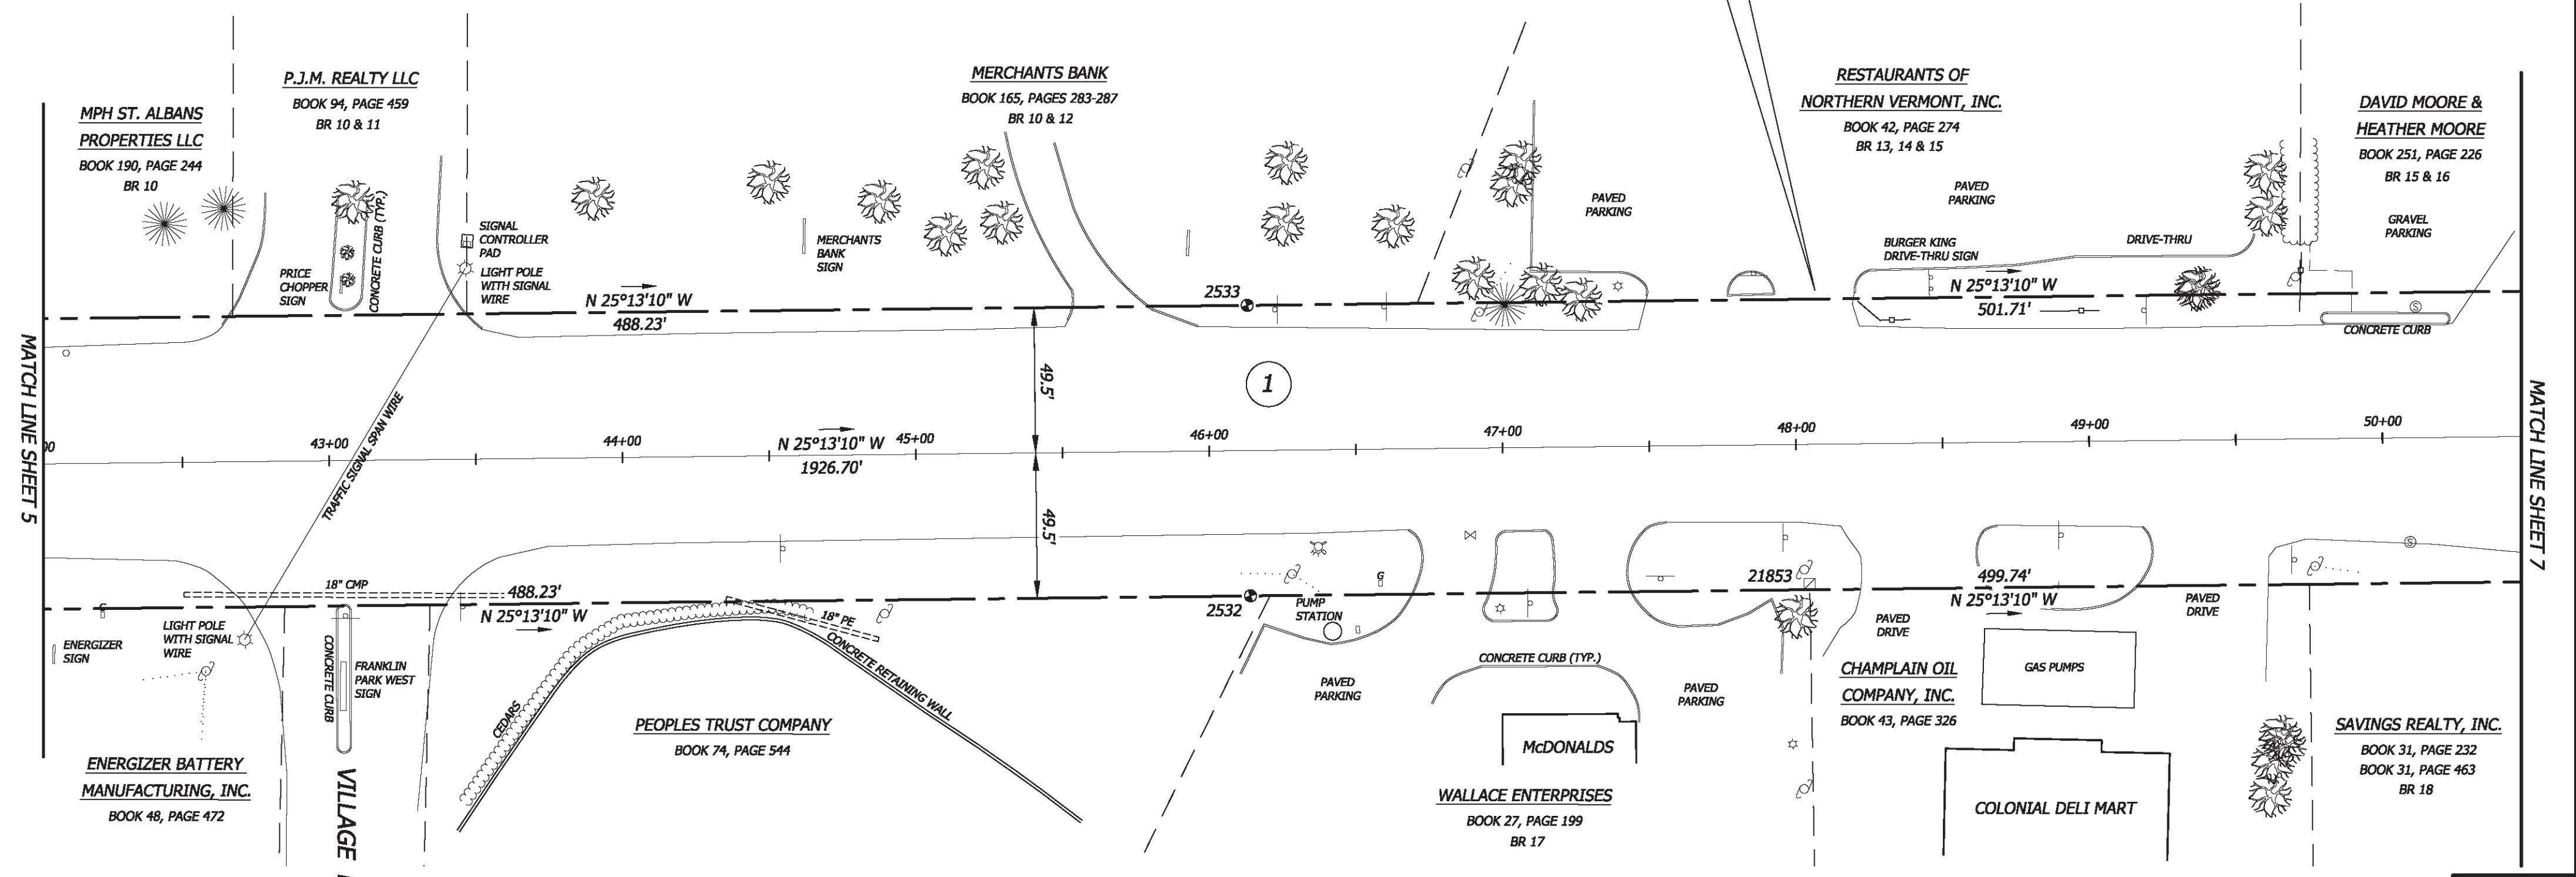 MPH ST. ALBANS
PROPERTIES LLC
BOOK 190, PAGE 244
BR 10
P.J.M. REALTY LLC
BOOK 94, PAGE 459
BR 10 & 11
MERCHANTS BANK
BOOK 165, PAGES 283-287
BR 10 & 12
RESTAURANTS OF
NORTHERN VERMONT, INC.
BOOK 42, PAGE 274
BR 13, 14 & 15
DAVID MOORE &
HEATHER MOORE
BOOK 251, PAGE 226
BR 15 & 16
PRICE
CHOPPER
SIGN
CONCRETE CURB (TYP.)
SIGNAL
CONTROLLER
PAD
LIGHT POLE
WITH SIGNAL
WIRE
MERCHANTS
BANK
SIGN
PAVED
PARKING
PAVED
PARKING
BURGER KING
DRIVE-THRU SIGN
DRIVE-THRU
GRAVEL
PARKING
N 25°13'10" W
488.23'
2533
N 25°13'10" W
501.71'
CONCRETE CURB
MATCH LINE SHEET 5
TRAFFIC SIGNAL SPAN WIRE
49.5'
1
MATCH LINE SHEET 7
00
43+00
44+00
45+00
46+00
47+00
48+00
49+00
50+00
N 25°13'10" W
1926.70'
49.5'
18" CMP
488.23'
N 25°13'10" W
G
ENERGIZER
SIGN
LIGHT POLE
WITH SIGNAL
WIRE
CONCRETE CURB
FRANKLIN
PARK WEST
SIGN
CEDARS
18" PE
CONCRETE RETAINING WALL
2532
PUMP
STATION
G
21853
499.74'
N 25°13'10" W
S
S
PAVED
DRIVE
PAVED
DRIVE
PAVED
PARKING
CONCRETE CURB (TYP.)
PAVED
PARKING
GAS PUMPS
McDONALDS
COLONIAL DELI MART
ENERGIZER BATTERY
MANUFACTURING, INC.
BOOK 48, PAGE 472
VILLAGE
PEOPLES TRUST COMPANY
BOOK 74, PAGE 544
WALLACE ENTERPRISES
BOOK 27, PAGE 199
BR 17
CHAMPLAIN OIL
COMPANY, INC.
BOOK 43, PAGE 326
SAVINGS REALTY, INC.
BOOK 31, PAGE 232
BOOK 31, PAGE 463
BR 18